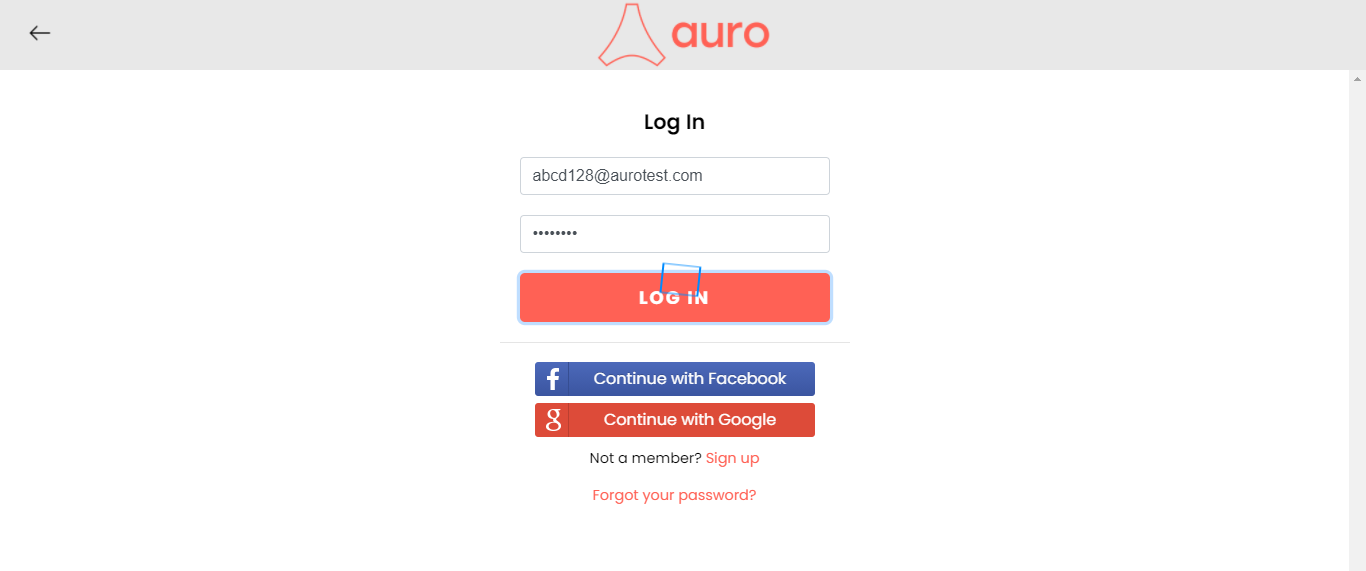 auro
Log In
abcd128@aurotest.com
••••••••
LOG IN
f Continue with Facebook
g Continue with Google
Not a member? Sign up
Forgot your password?